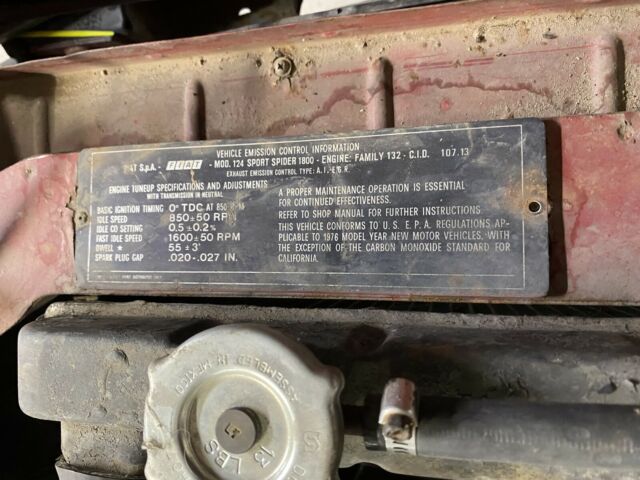 VEHICLE EMISSION CONTROL INFORMATION
FIAT S.p.A. - FIAT - MOD. 124 SPORT SPIDER 1800 - ENGINE: FAMILY 132 - C.I.D. 107.13
EXHAUST EMISSION CONTROL TYPE: A.I.-E.G.R.
ENGINE TUNEUP SPECIFICATIONS AND ADJUSTMENTS
WITH TRANSMISSION IN NEUTRAL
BASIC IGNITION TIMING 0° TDC AT 850
IDLE SPEED 850±50 RPM
IDLE CO SETTING 0.5±0.2%
FAST IDLE SPEED 1600±50 RPM
DWELL * 55±3°
SPARK PLUG GAP .020-.027 IN.
A PROPER MAINTENANCE OPERATION IS ESSENTIAL
FOR CONTINUED EFFECTIVENESS.
REFER TO SHOP MANUAL FOR FURTHER INSTRUCTIONS
THIS VEHICLE CONFORMS TO U.S. E.P.A. REGULATIONS AP-
PLICABLE TO 1976 MODEL YEAR NEW MOTOR VEHICLES, WITH
THE EXCEPTION OF THE CARBON MONOXIDE STANDARD FOR
CALIFORNIA.
ASSEMBLED
IN MEXICO
13 LBS
S